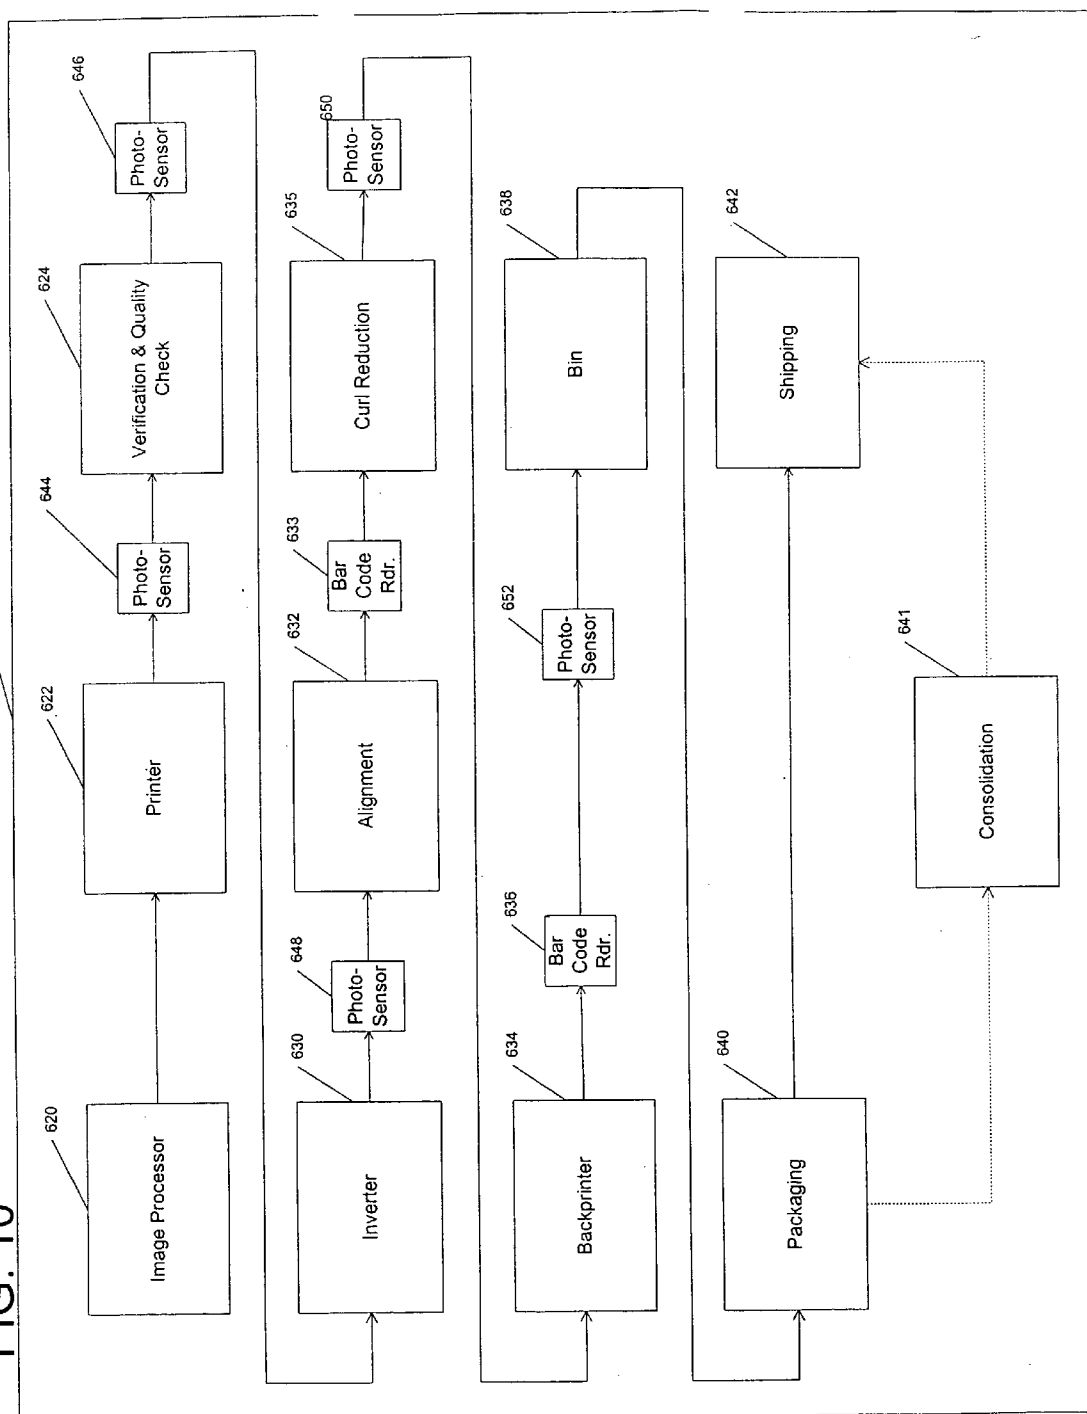 FIG. 10
646
Photo-
Sensor
624
Verification & Quality
Check
644
Photo-
Sensor
622
Printer
620
Image Processor
650
Photo-
Sensor
635
Curl Reduction
633
Bar
Code
Rdr.
632
Alignment
648
Photo-
Sensor
630
Inverter
638
Bin
652
Photo-
Sensor
636
Bar
Code
Rdr.
634
Backprinter
642
Shipping
640
Packaging
641
Consolidation